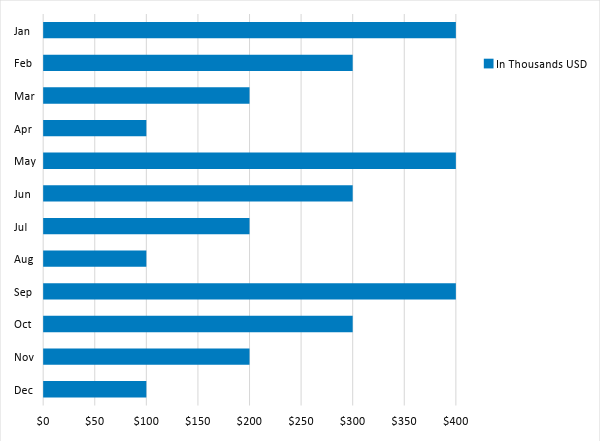 Jan
In Thousands USD
Feb
Mar
Apr
May
Jun
Jul
Aug
Sep
Oct
Nov
Dec
$0 $50 $100 $150 $200 $250 $300 $350 $400